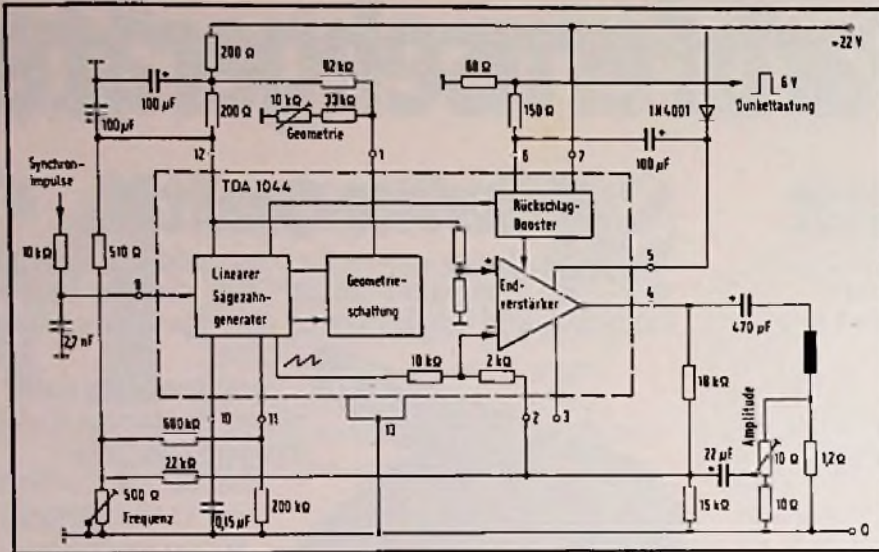 200 Ω
+22 V
82 kΩ
68 Ω
6 V
100 µF
200 Ω
10 kΩ
33 kΩ
150 Ω
Dunkeltastung
1N4001
100 µF
Geometrie
100 µF
12
1
6
7
Synchron-
impulse
TDA 1044
Rückschlag-
Booster
5
10 kΩ
510 Ω
Linearer
Sägezahn-
generator
Geometrie-
schaltung
+
End-
verstärker
4
470 µF
2,7 nF
10 kΩ
2 kΩ
18 kΩ
Amplitude
10
11
13
2
3
680 kΩ
22 kΩ
22 µF
10 Ω
1,2 Ω
500 Ω
Frequenz
0,15 µF
200 kΩ
15 kΩ
10 Ω